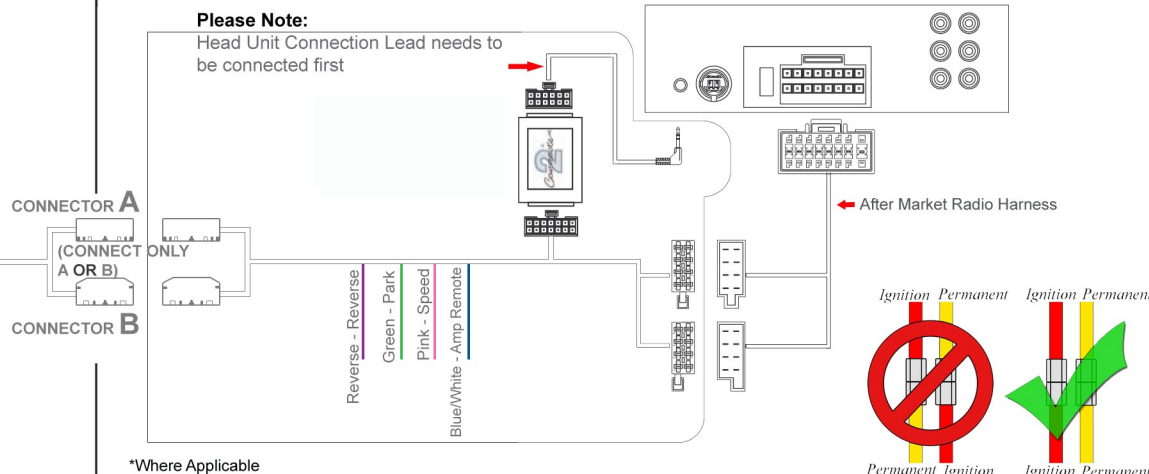 Please Note:
Head Unit Connection Lead needs to
be connected first
Connects
2
CONNECTOR A
(CONNECT ONLY
A OR B)
CONNECTOR B
After Market Radio Harness
Reverse - Reverse
Green - Park
Pink - Speed
Blue/White - Amp Remote
Ignition Permanent
Ignition Permanent
Permanent Ignition
Ignition Permanent
*Where Applicable